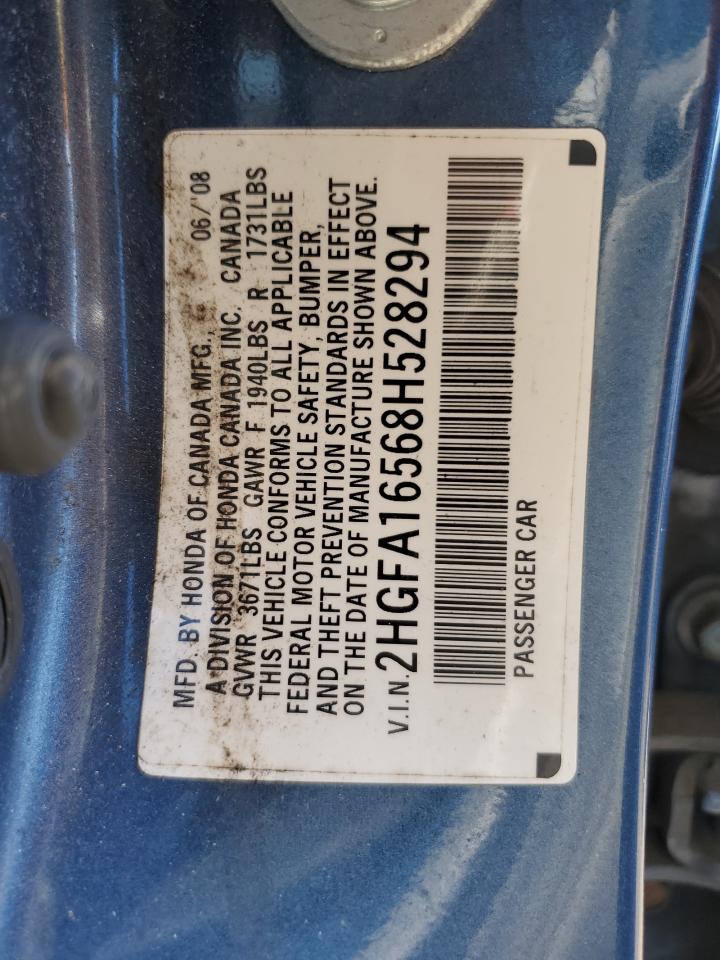 MFD. BY HONDA OF CANADA MFG., 06/'08
A DIVISION OF HONDA CANADA INC, CANADA
GVWR 3671LBS GAWR F 1940LBS R 1731LBS
THIS VEHICLE CONFORMS TO ALL APPLICABLE
FEDERAL MOTOR VEHICLE SAFETY, BUMPER,
AND THEFT PREVENTION STANDARDS IN EFFECT
ON THE DATE OF MANUFACTURE SHOWN ABOVE.
V.I.N. 2HGFA16568H528294
PASSENGER CAR